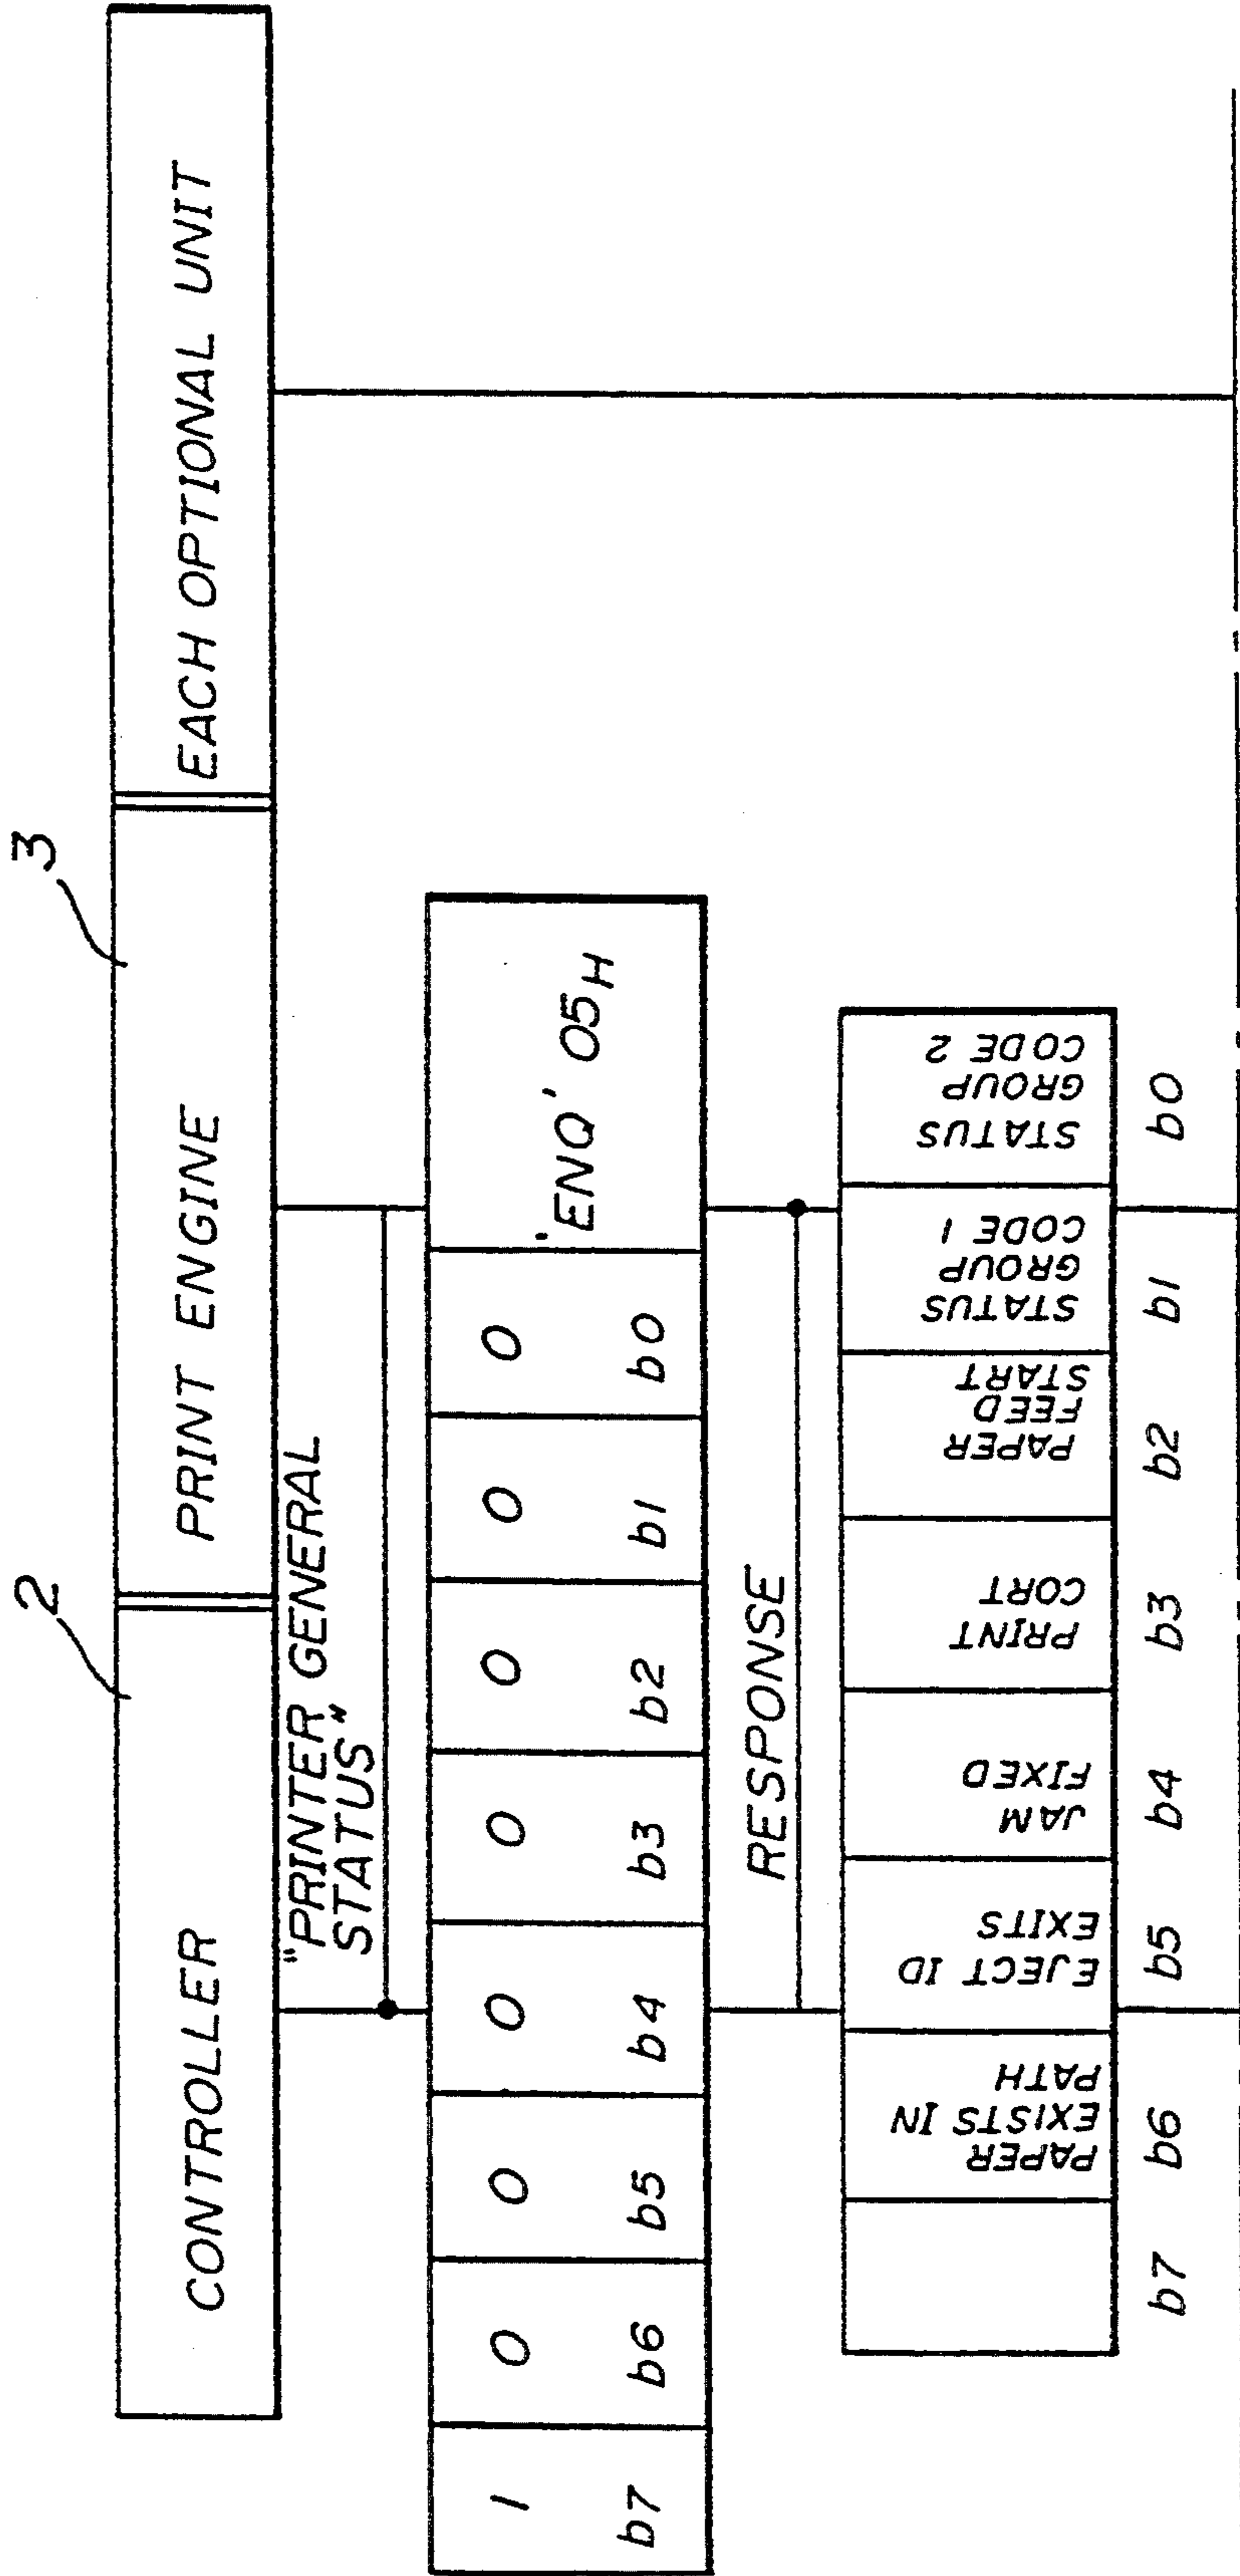 2
3
CONTROLLER
PRINT ENGINE
EACH OPTIONAL UNIT
"PRINTER GENERAL
STATUS"
1 0 0 0 0 0 0 0 'ENQ' 05H
b7 b6 b5 b4 b3 b2 b1 b0
RESPONSE
PAPER
EXISTS IN
PATH
EJECT ID
EXITS
JAM
FIXED
PRINT
CORT
PAPER
FEED
START
STATUS
GROUP
CODE 1
STATUS
GROUP
CODE 2
b7 b6 b5 b4 b3 b2 b1 b0